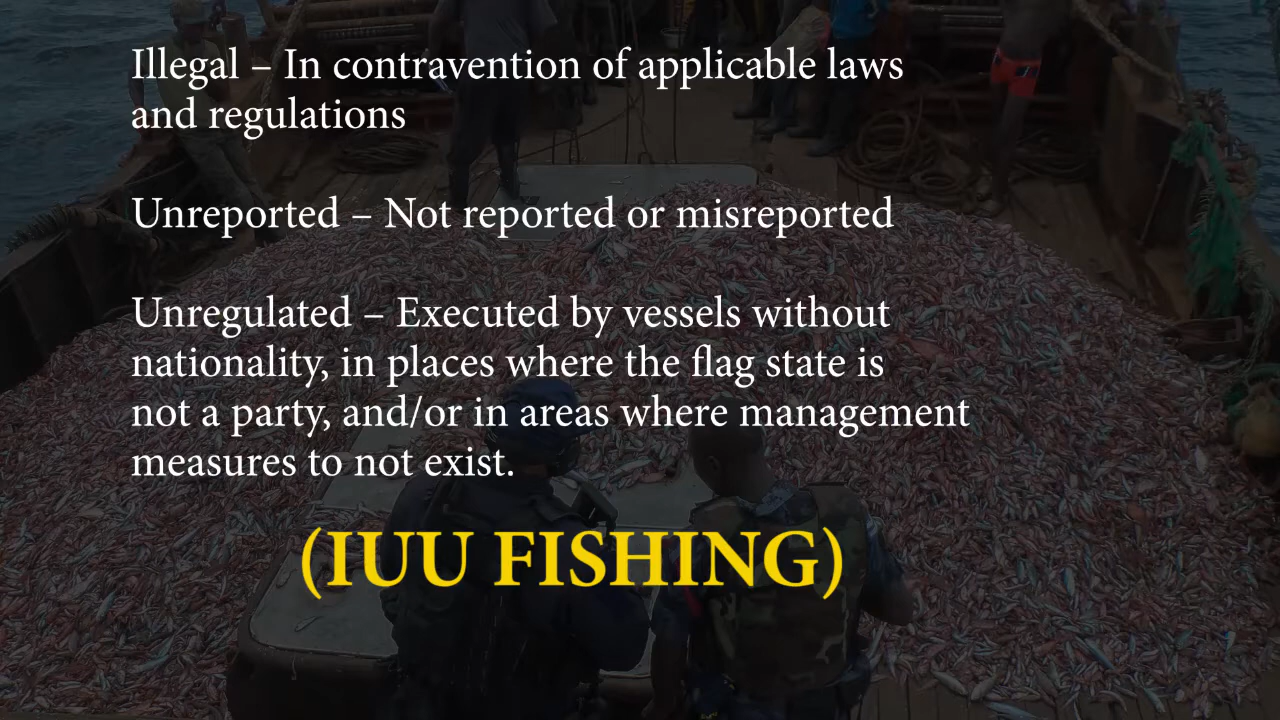 Illegal – In contravention of applicable laws
and regulations
Unreported – Not reported or misreported
Unregulated – Executed by vessels without
nationality, in places where the flag state is
not a party, and/or in areas where management
measures to not exist.
(IUU FISHING)